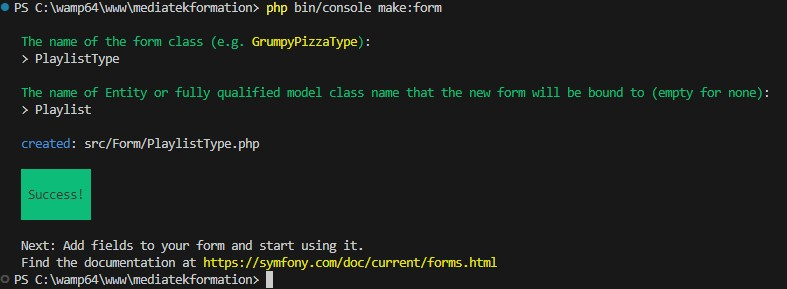 PS C:\wamp64\www\mediatekformation> php bin/console make:form
The name of the form class (e.g. GrumpyPizzaType):
> PlaylistType
The name of Entity or fully qualified model class name that the new form will be bound to (empty for none):
> Playlist
created: src/Form/PlaylistType.php
Success!
Next: Add fields to your form and start using it.
Find the documentation at https://symfony.com/doc/current/forms.html
PS C:\wamp64\www\mediatekformation>